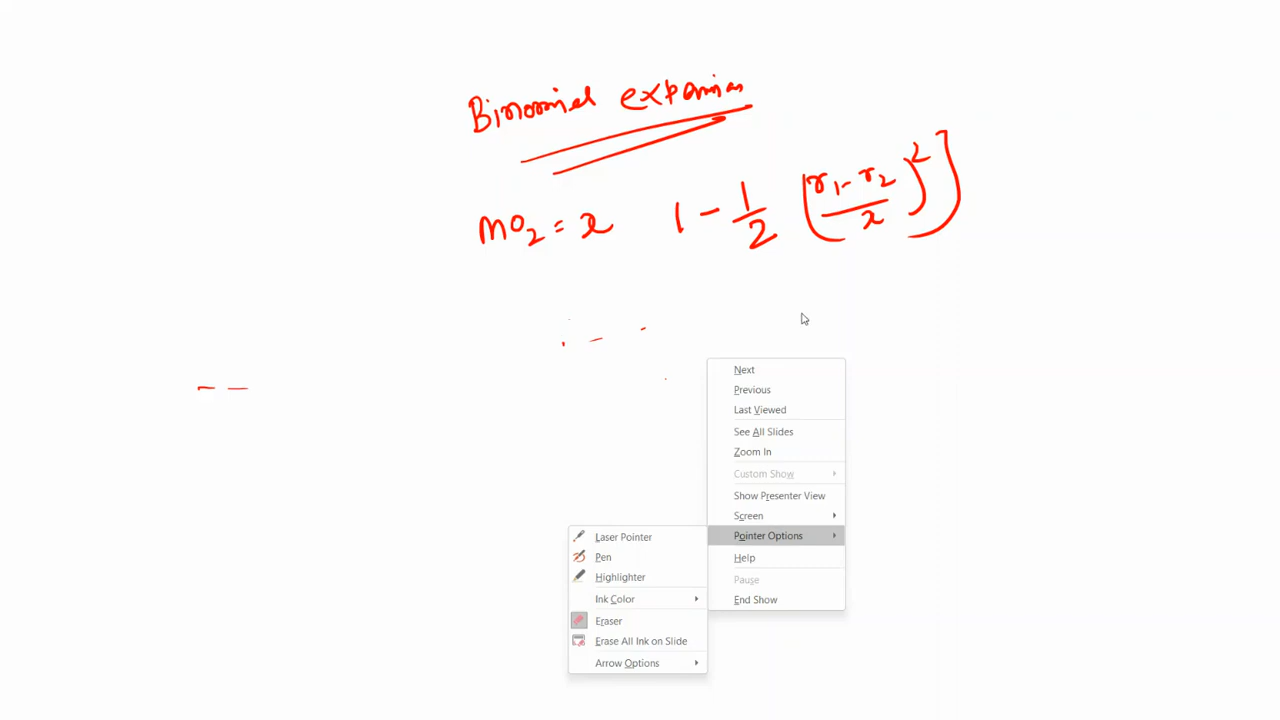 Binomial expansion
MO₂ = x 1 - 1/2 (r₁ - r₂ / x)²]
Next
Previous
Last Viewed
See All Slides
Zoom In
Custom Show
Show Presenter View
Screen
Pointer Options
Help
Pause
End Show
Laser Pointer
Pen
Highlighter
Ink Color
Eraser
Erase All Ink on Slide
Arrow Options